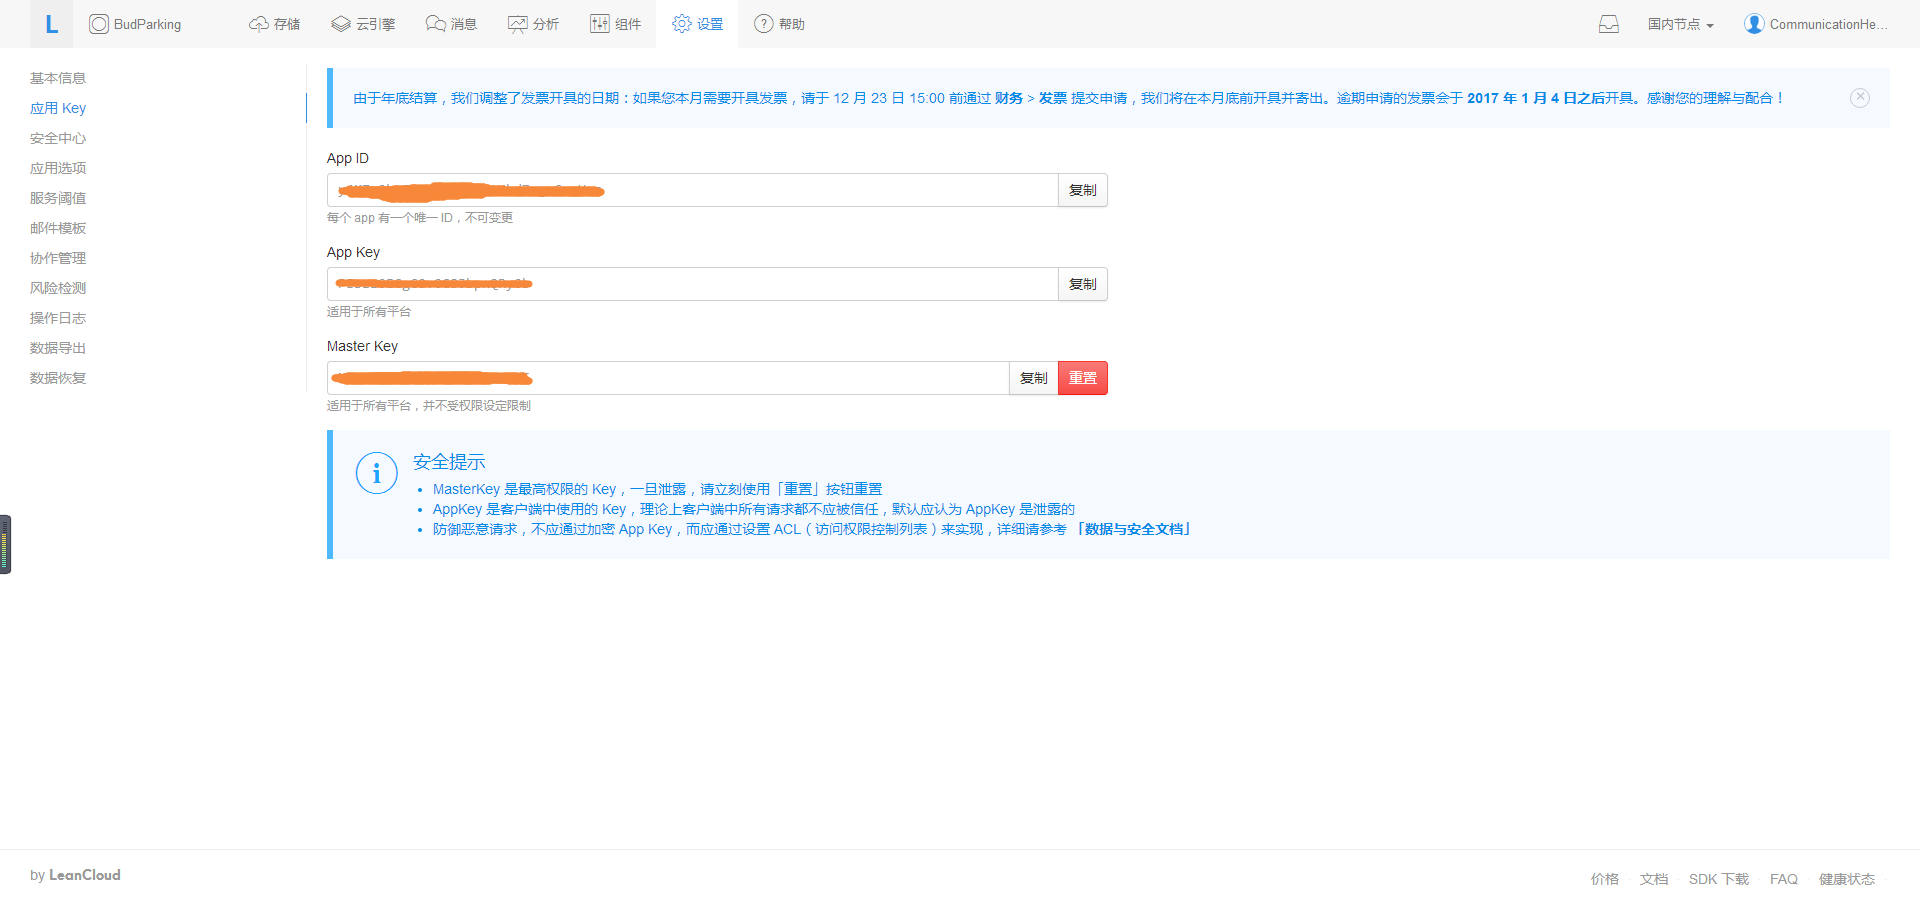 L BudParking 存储 云引擎 消息 分析 组件 设置 帮助 国内节点 CommunicationHe...
基本信息
应用 Key
安全中心
应用选项
服务阈值
邮件模板
协作管理
风险检测
操作日志
数据导出
数据恢复
由于年底结算，我们调整了发票开具的日期：如果您本月需要开具发票，请于 12 月 23 日 15:00 前通过 财务 > 发票 提交申请，我们将在本月底前开具并寄出。逾期申请的发票会于 2017 年 1 月 4 日之后开具。感谢您的理解与配合！
App ID
复制
每个 app 有一个唯一 ID，不可变更
App Key
复制
适用于所有平台
Master Key
复制 重置
适用于所有平台，并不受权限设定限制
安全提示
• MasterKey 是最高权限的 Key，一旦泄露，请立刻使用「重置」按钮重置
• AppKey 是客户端中使用的 Key，理论上客户端中所有请求都不应被信任，默认应认为 AppKey 是泄露的
• 防御恶意请求，不应通过加密 App Key，而应通过设置 ACL（访问权限控制列表）来实现，详细请参考 「数据与安全文档」
by LeanCloud
价格 文档 SDK 下载 FAQ 健康状态